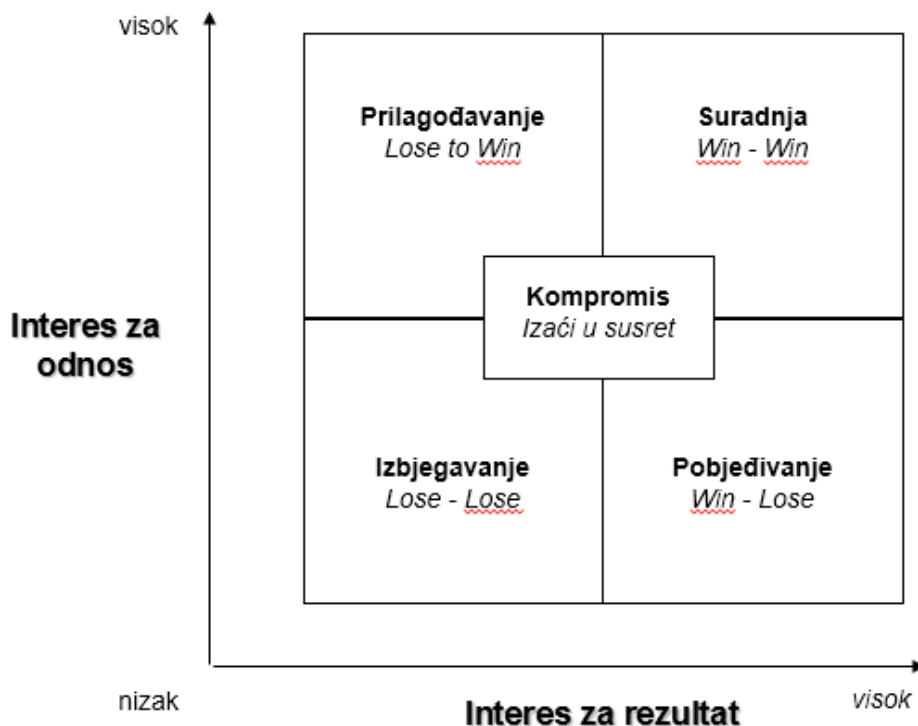 visok
Prilagođavanje
Lose to Win
Suradnja
Win - Win
Kompromis
Izaći u susret
Interes za
odnos
Izbjegavanje
Lose - Lose
Pobjeđivanje
Win - Lose
nizak
Interes za rezultat
visok